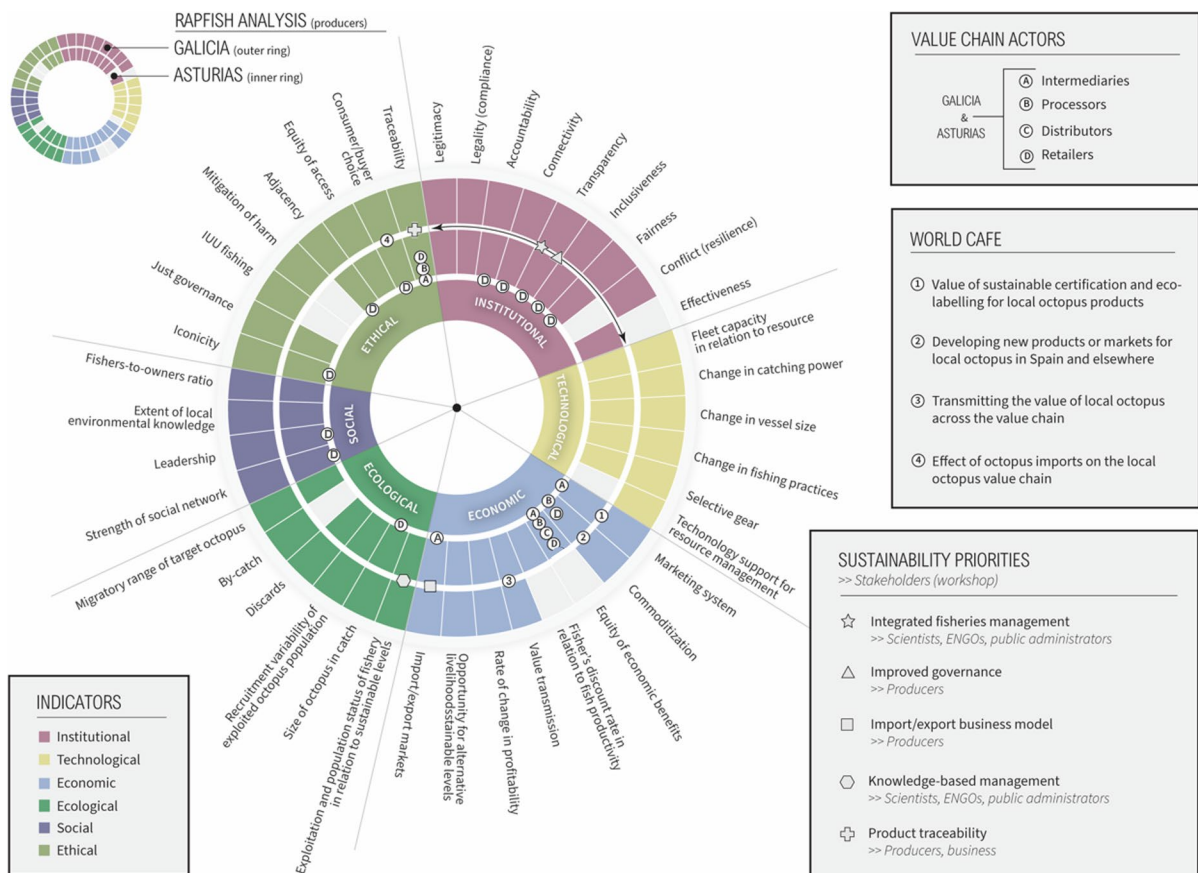 RAPFISH ANALYSIS (producers)
GALICIA (outer ring)
ASTURIAS (inner ring)
Legitimacy
Legality (compliance)
Accountability
Connectivity
Transparency
Inclusiveness
Fairness
Conflict (resilience)
Effectiveness
Fleet capacity
in relation to resource
Change in catching power
Change in vessel size
Change in fishing practices
Selective gear
Techonology support for
resource management
Marketing system
Commoditization
Equity of economic benefits
Fisher's discount rate in
relation to fish productivity
Value transmission
Rate of change in profitability
Opportunity for alternative
livelihoodsstainable levels
Import/export markets
Exploitation and population status of fishery
in relation to sustainable levels
Size of octopus in catch
Recruitment variability of
exploited octopus population
Discards
By-catch
Migratory range of target octopus
Strength of social network
Leadership
Extent of local
environmental knowledge
Fishers-to-owners ratio
Iconicity
Just governance
IUU fishing
Mitigation of harm
Adjacency
Equity of access
Consumer/buyer
choice
Traceability
INSTITUTIONAL
TECHNOLOGICAL
ECONOMIC
ECOLOGICAL
SOCIAL
ETHICAL
4
D
B
A
D
D
D
D
D
D
D
D
D
D
D
A
A
B
D
A
B
C
D
1
2
3
VALUE CHAIN ACTORS
GALICIA
&
ASTURIAS
A Intermediaries
B Processors
C Distributors
D Retailers
WORLD CAFE
1 Value of sustainable certification and eco-
labelling for local octopus products
2 Developing new products or markets for
local octopus in Spain and elsewhere
3 Transmitting the value of local octopus
across the value chain
4 Effect of octopus imports on the local
octopus value chain
SUSTAINABILITY PRIORITIES
>> Stakeholders (workshop)
Integrated fisheries management
>> Scientists, ENGOs, public administrators
Improved governance
>> Producers
Import/export business model
>> Producers
Knowledge-based management
>> Scientists, ENGOs, public administrators
Product traceability
>> Producers, business
INDICATORS
Institutional
Technological
Economic
Ecological
Social
Ethical